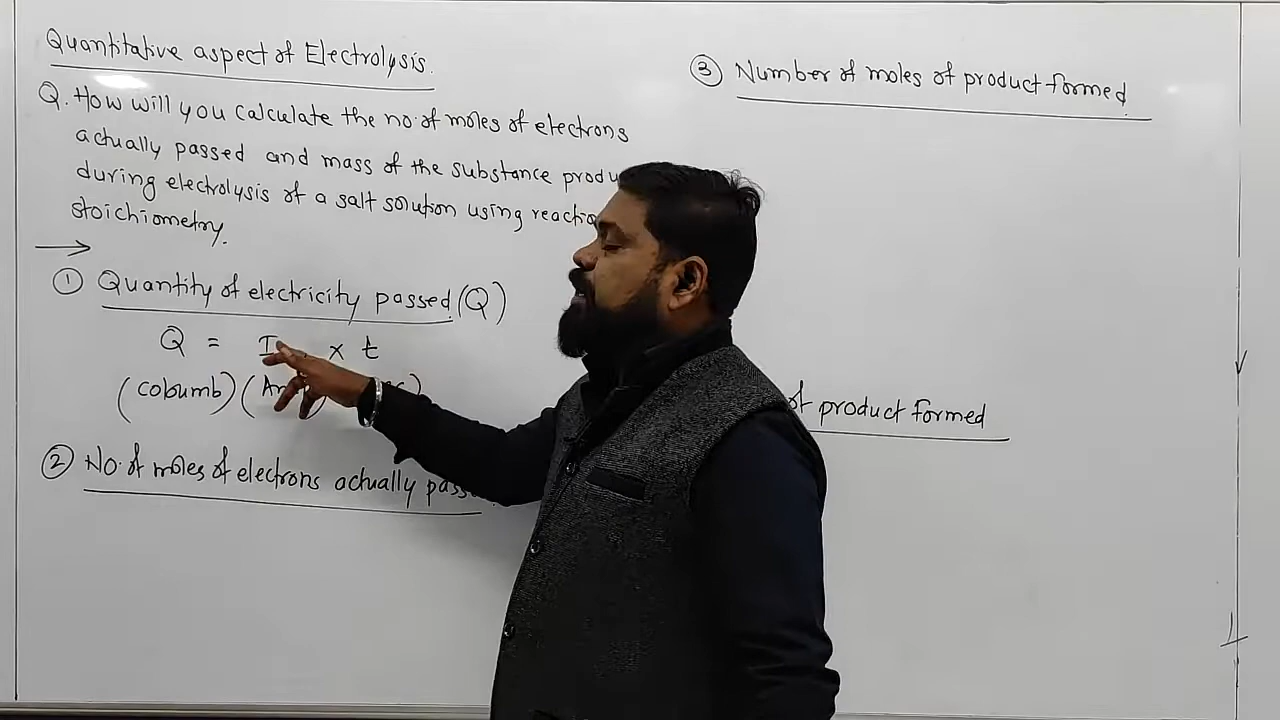 Quantitative aspect of Electrolysis.
Q. How will you calculate the no. of moles of electrons
actually passed and mass of the substance produ
during electrolysis of a salt solution using reactio
stoichiometry.
→
① Quantity of electricity passed. (Q)
Q = I × t
(coloumb) (Am
② No. of moles of electrons actually pass
③ Number of moles of product formed
of product formed